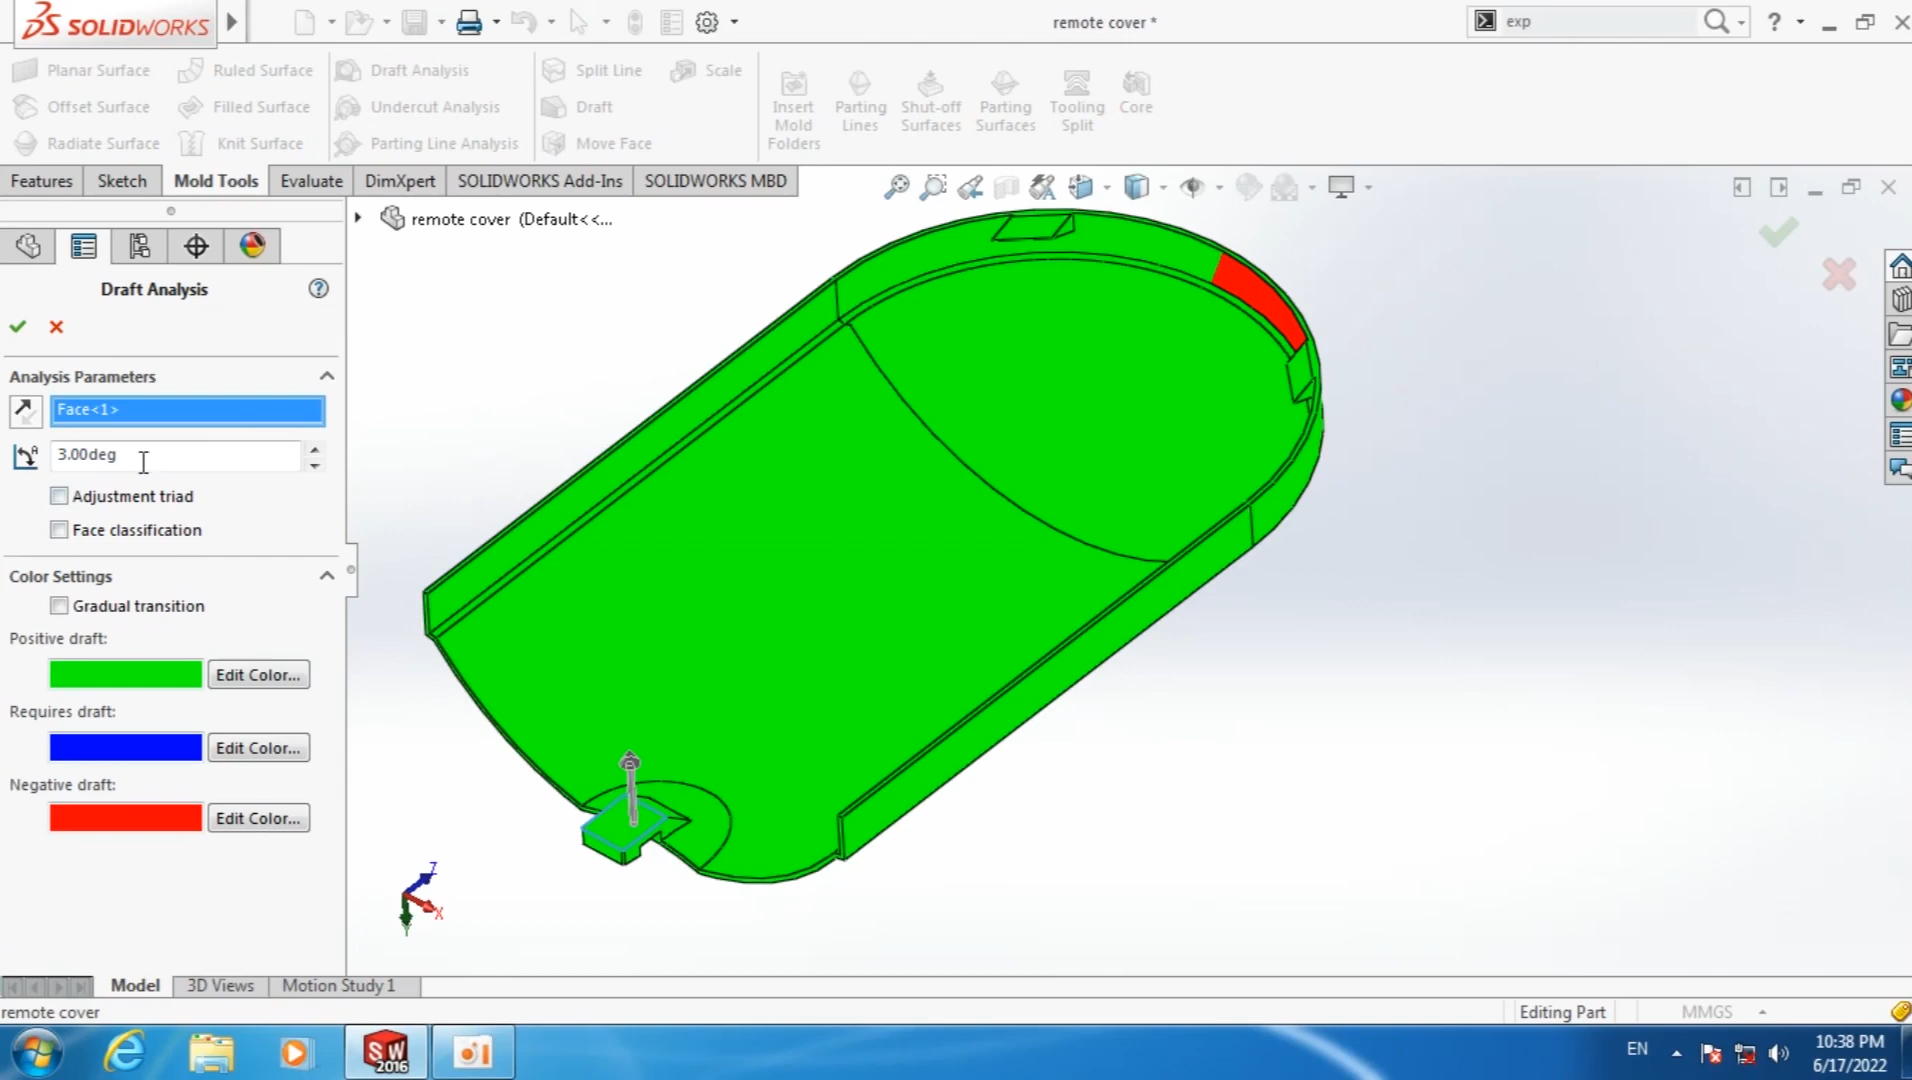 SOLIDWORKS
remote cover *
exp
Planar Surface
Ruled Surface
Draft Analysis
Split Line
Scale
Offset Surface
Filled Surface
Undercut Analysis
Draft
Radiate Surface
Knit Surface
Parting Line Analysis
Move Face
Insert
Mold
Folders
Parting
Lines
Shut-off
Surfaces
Parting
Surfaces
Tooling
Split
Core
Features
Sketch
Mold Tools
Evaluate
DimXpert
SOLIDWORKS Add-Ins
SOLIDWORKS MBD
remote cover (Default<<...
Draft Analysis
Analysis Parameters
Face<1>
3.00deg
Adjustment triad
Face classification
Color Settings
Gradual transition
Positive draft:
Edit Color...
Requires draft:
Edit Color...
Negative draft:
Edit Color...
Z
X
Y
Model
3D Views
Motion Study 1
remote cover
Editing Part
MMGS
SW
2016
EN
10:38 PM
6/17/2022